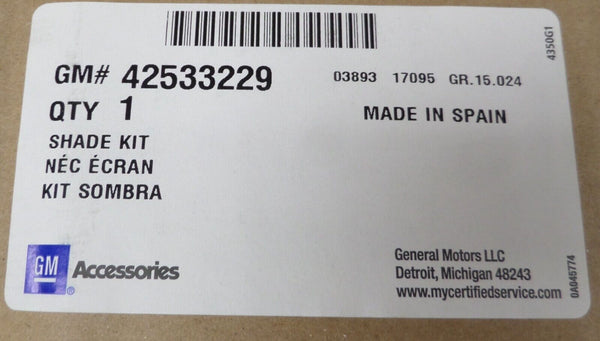 4350G1
GM# 42533229
03893 17095 GR.15.024
QTY 1
MADE IN SPAIN
SHADE KIT
NÉC ÉCRAN
KIT SOMBRA
GM Accessories
®
General Motors LLC
Detroit, Michigan 48243
www.mycertifiedservice.com
0A045774